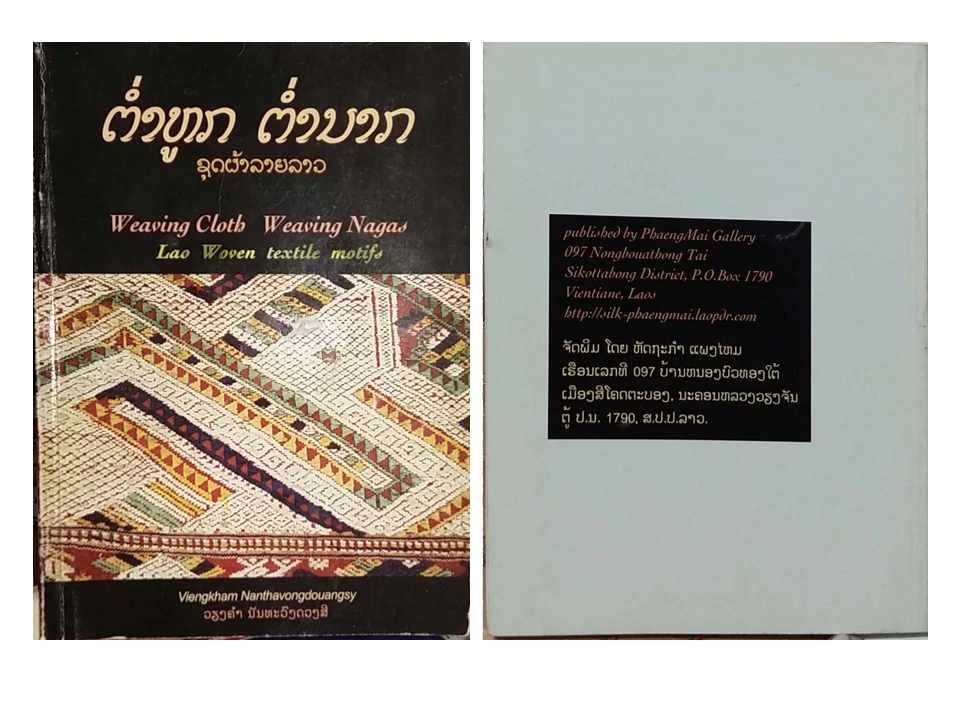 ຕ່ຳຫູກ ຕ່ຳນາກ
ຊຸດຜ້າລາຍລາວ
Weaving Cloth Weaving Nagas
Lao Woven textile motifs
Viengkham Nanthavongdouangsy
ວຽງຄຳ ນັນທະວົງດວງສີ
published by PhaengMai Gallery
097 Nongbouathong Tai
Sikottabong District, P.O.Box 1790
Vientiane, Laos
http://silk-phaengmai.laopdr.com
ຈັດພິມ ໂດຍ ຫັດຖະກຳ ແພງໄຫມ
ເຮືອນເລກທີ 097 ບ້ານຫນອງບົວທອງໃຕ້
ເມືອງສີໂຄດຕະບອງ, ນະຄອນຫລວງວຽງຈັນ
ຕູ້ ປ.ນ. 1790, ສ.ປ.ປ.ລາວ.